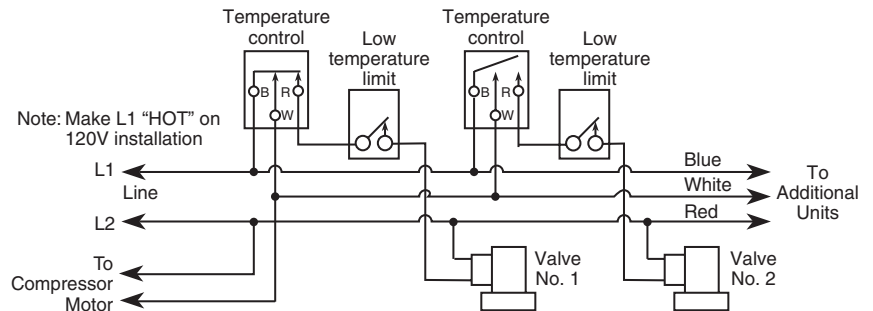 Temperature
control
Low
temperature
limit
Temperature
control
Low
temperature
limit
B R
W
B R
W
Note: Make L1 “HOT” on
120V installation
L1
Line
L2
Blue
White
Red
To
Additional
Units
To
Compressor
Motor
Valve
No. 1
Valve
No. 2